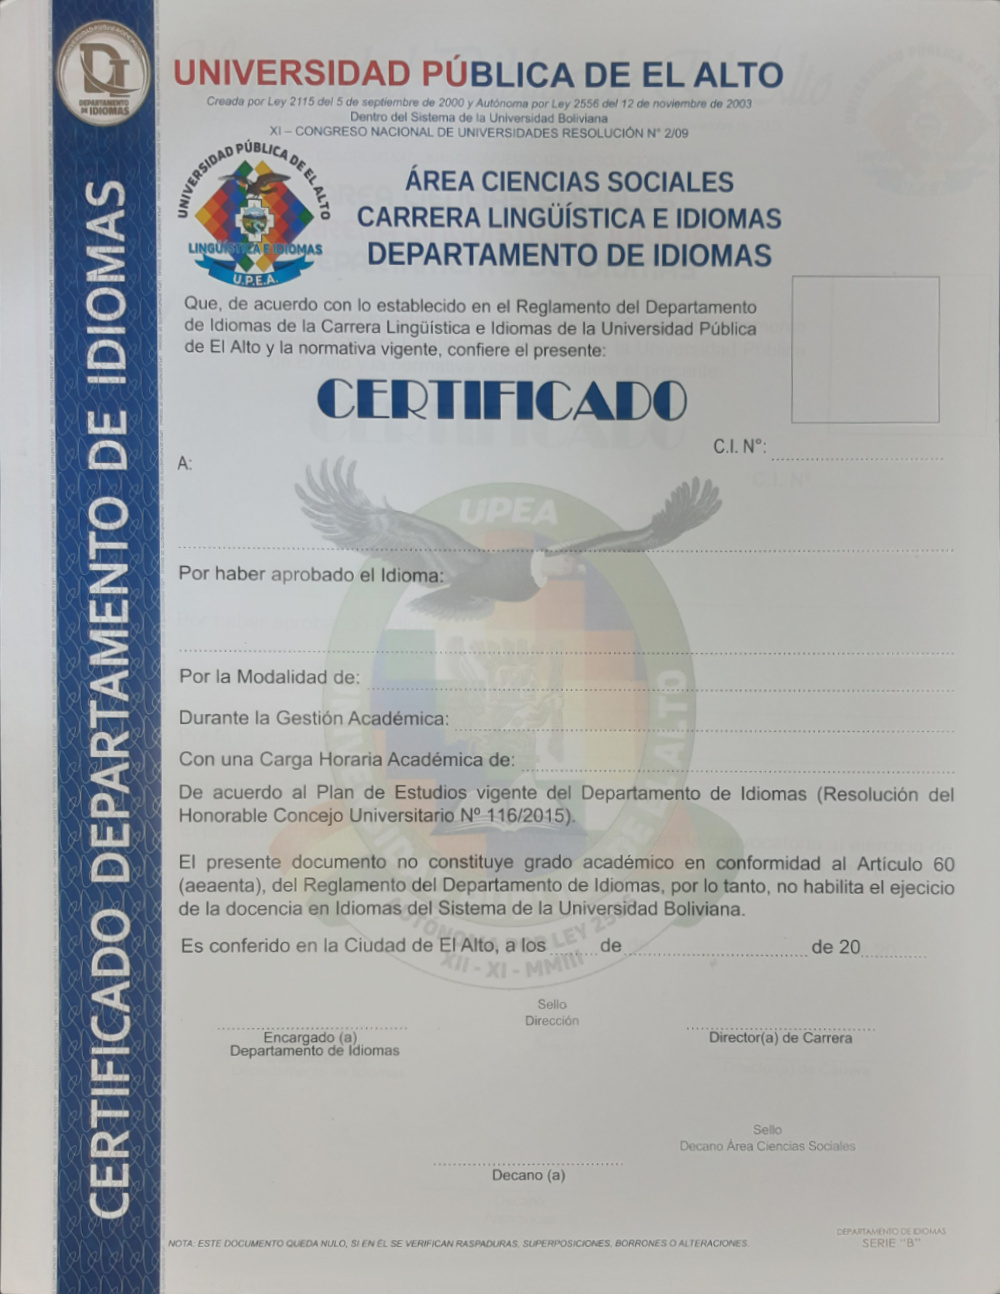 UNIVERSIDAD PÚBLICA DE EL ALTO
Creada por Ley 2115 del 5 de septiembre de 2000 y Autónoma por Ley 2556 del 12 de noviembre de 2003
Dentro del Sistema de la Universidad Boliviana
XI – CONGRESO NACIONAL DE UNIVERSIDADES RESOLUCIÓN N° 2/09
DEPARTAMENTO
DE IDIOMAS
UNIVERSIDAD PÚBLICA DE EL ALTO
LINGÜÍSTICA E IDIOMAS
U.P.E.A.
ÁREA CIENCIAS SOCIALES
CARRERA LINGÜÍSTICA E IDIOMAS
DEPARTAMENTO DE IDIOMAS
Que, de acuerdo con lo establecido en el Reglamento del Departamento
de Idiomas de la Carrera Lingüística e Idiomas de la Universidad Pública
de El Alto y la normativa vigente, confiere el presente:
CERTIFICADO
C.I. N°:
A:
UPEA
Por haber aprobado el Idioma:
Por la Modalidad de:
Durante la Gestión Académica:
Con una Carga Horaria Académica de:
De acuerdo al Plan de Estudios vigente del Departamento de Idiomas (Resolución del
Honorable Concejo Universitario Nº 116/2015).
El presente documento no constituye grado académico en conformidad al Artículo 60
(aeaenta), del Reglamento del Departamento de Idiomas, por lo tanto, no habilita el ejecicio
de la docencia en Idiomas del Sistema de la Universidad Boliviana.
Es conferido en la Ciudad de El Alto, a los de de 20
XII - XI - MMIII
Sello
Dirección
Encargado (a)
Departamento de Idiomas
Director(a) de Carrera
Sello
Decano Área Ciencias Sociales
Decano (a)
DEPARTAMENTO DE IDIOMAS
SERIE "B"
NOTA: ESTE DOCUMENTO QUEDA NULO, SI EN ÉL SE VERIFICAN RASPADURAS, SUPERPOSICIONES, BORRONES O ALTERACIONES.
CERTIFICADO DEPARTAMENTO DE IDIOMAS